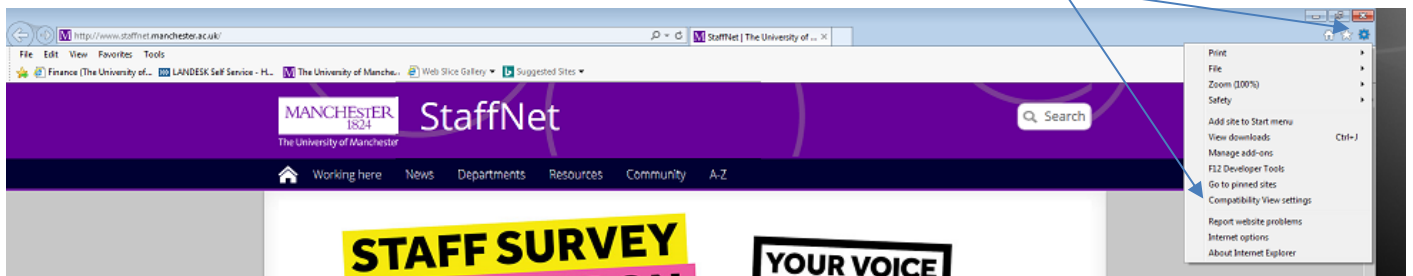 http://www.staffnet.manchester.ac.uk/
StaffNet | The University of ...
File Edit View Favorites Tools
Finance (The University of... LANDESK Self Service - H... The University of Manche... Web Slice Gallery Suggested Sites
MANCHESTER
1824
The University of Manchester
StaffNet
Search
Working here News Departments Resources Community A-Z
STAFF SURVEY
YOUR VOICE
Print
File
Zoom (100%)
Safety
Add site to Start menu
View downloads Ctrl+J
Manage add-ons
F12 Developer Tools
Go to pinned sites
Compatibility View settings
Report website problems
Internet options
About Internet Explorer